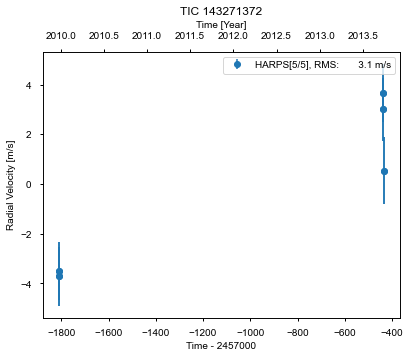 TIC 143271372
Time [Year]
2010.0 2010.5 2011.0 2011.5 2012.0 2012.5 2013.0 2013.5
HARPS[5/5], RMS: 3.1 m/s
4
2
0
−2
−4
Radial Velocity [m/s]
−1800 −1600 −1400 −1200 −1000 −800 −600 −400
Time - 2457000